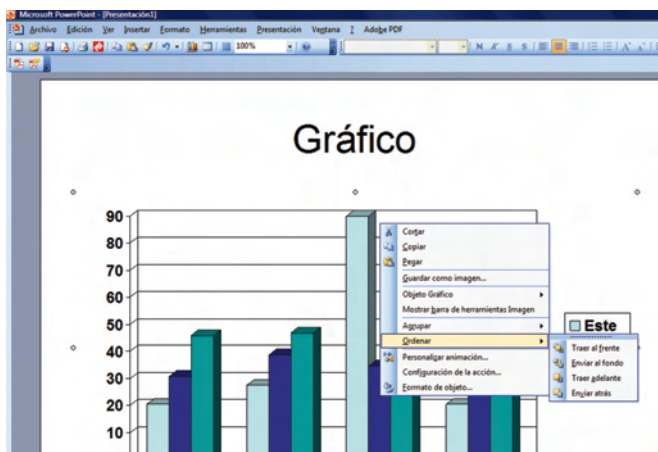 Microsoft PowerPoint - [Presentación1]
Archivo Edición Ver Insertar Formato Herramientas Presentación Ventana ? Adobe PDF
100% N K S S
Gráfico
90
80
70
60
50
40
30
20
10
Cortar
Copiar
Pegar
Guardar como imagen...
Objeto Gráfico
Mostrar barra de herramientas Imagen
Agrupar
Ordenar
Personalizar animación...
Configuración de la acción...
Formato de objeto...
Este
Traer al frente
Enviar al fondo
Traer adelante
Enviar atrás